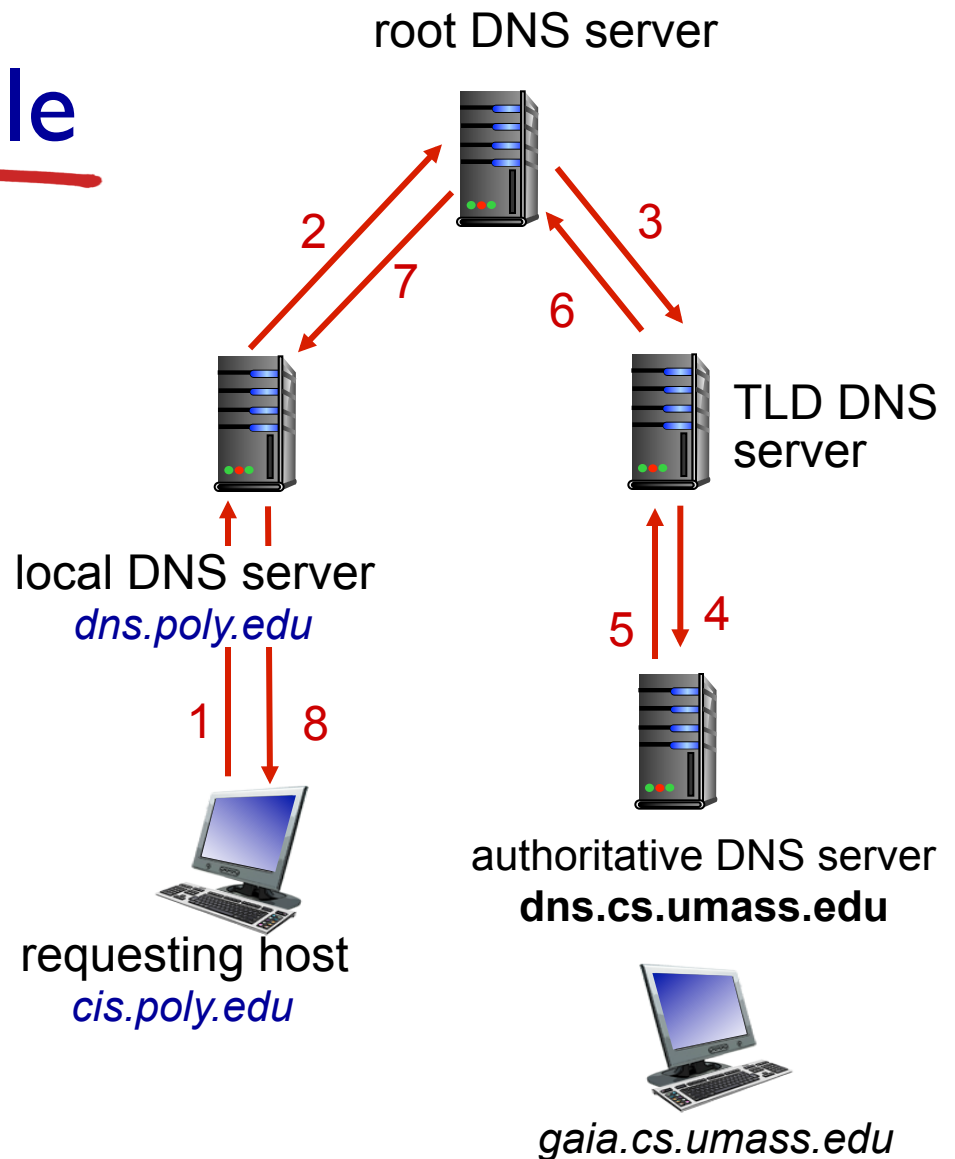 root DNS server
le
2
3
7
6
TLD DNS
server
local DNS server
dns.poly.edu
5
4
1
8
authoritative DNS server
dns.cs.umass.edu
requesting host
cis.poly.edu
gaia.cs.umass.edu